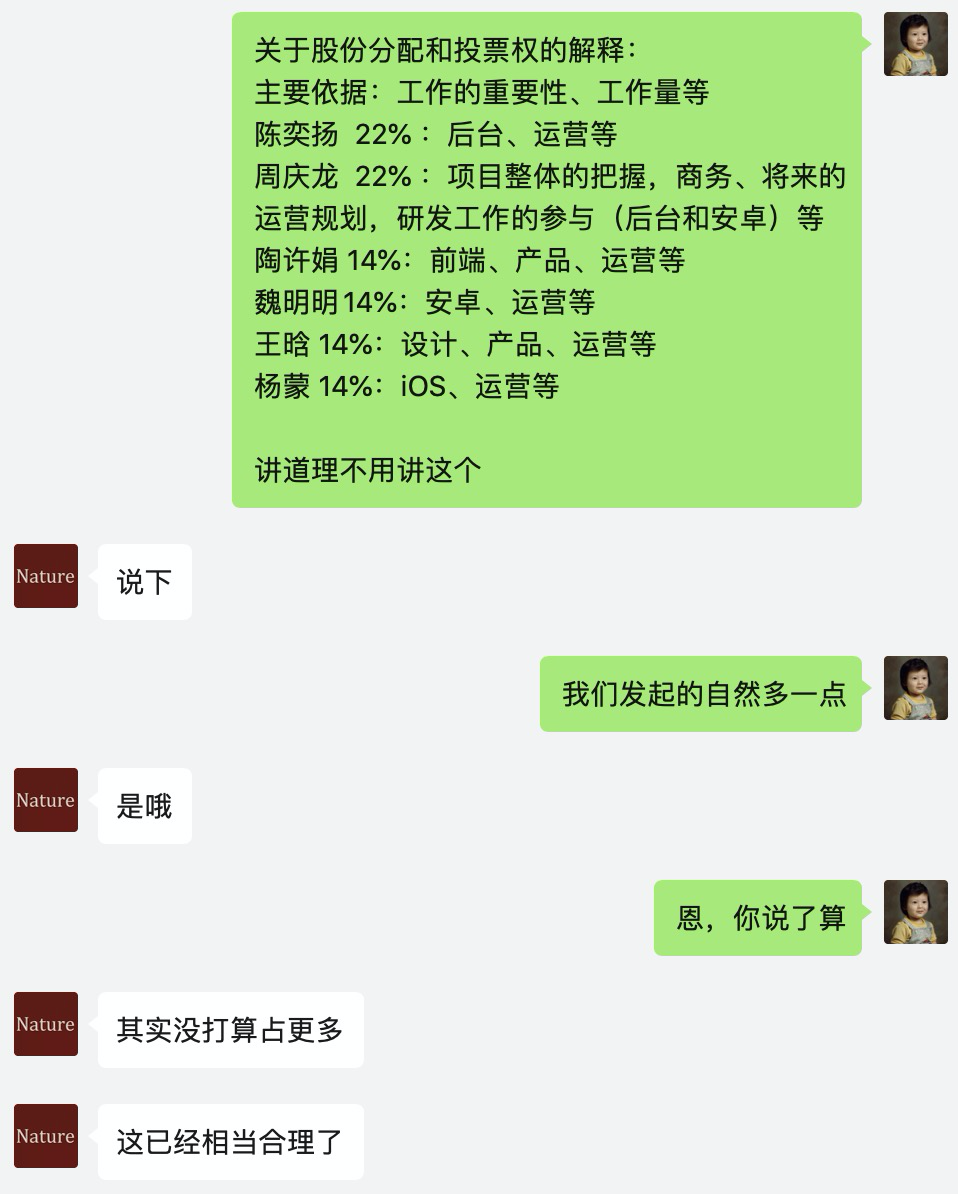 关于股份分配和投票权的解释：
主要依据：工作的重要性、工作量等
陈奕扬  22% ：后台、运营等
周庆龙  22% ：项目整体的把握，商务、将来的
运营规划，研发工作的参与（后台和安卓）等
陶许娟 14%：前端、产品、运营等
魏明明14%：安卓、运营等
王晗 14%：设计、产品、运营等
杨蒙 14%：iOS、运营等
讲道理不用讲这个
Nature
说下
我们发起的自然多一点
Nature
是哦
恩，你说了算
Nature
其实没打算占更多
Nature
这已经相当合理了